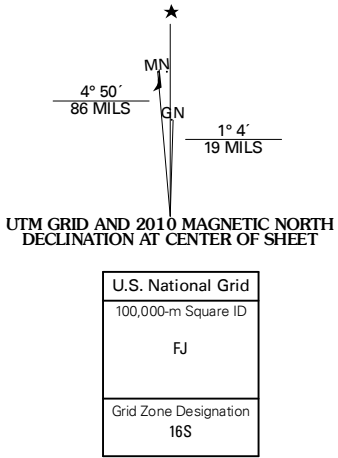 MN
4° 50´
86 MILS
GN
1° 4´
19 MILS
UTM GRID AND 2010 MAGNETIC NORTH
DECLINATION AT CENTER OF SHEET
U.S. National Grid
100,000-m Square ID
FJ
Grid Zone Designation
16S